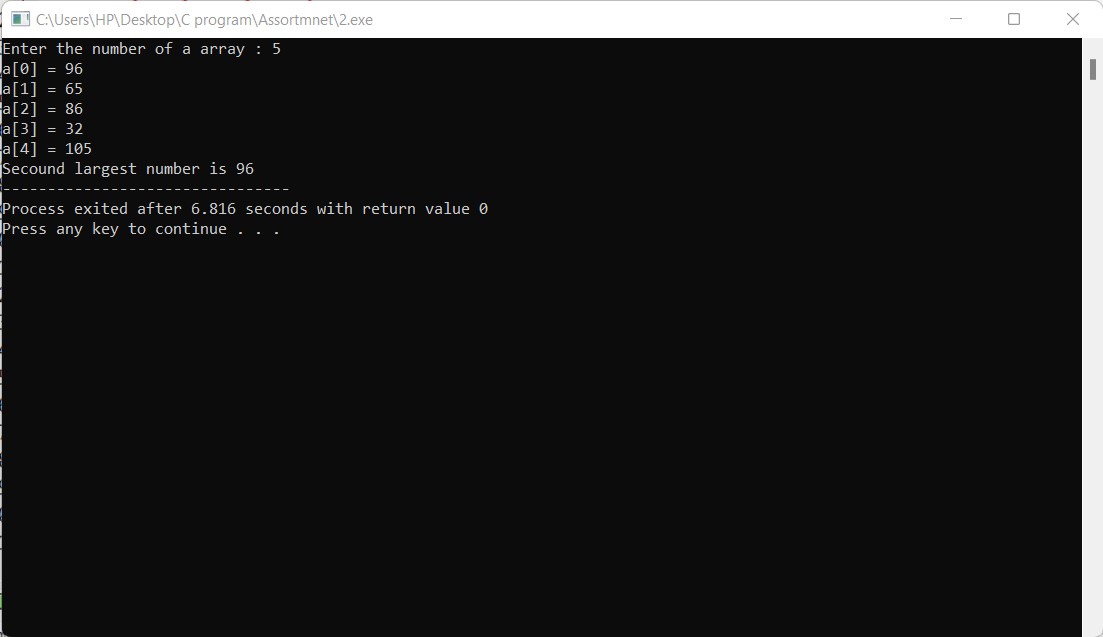 C:\Users\HP\Desktop\C program\Assortmnet\2.exe
Enter the number of a array : 5
a[0] = 96
a[1] = 65
a[2] = 86
a[3] = 32
a[4] = 105
Secound largest number is 96
--------------------------------
Process exited after 6.816 seconds with return value 0
Press any key to continue . . .